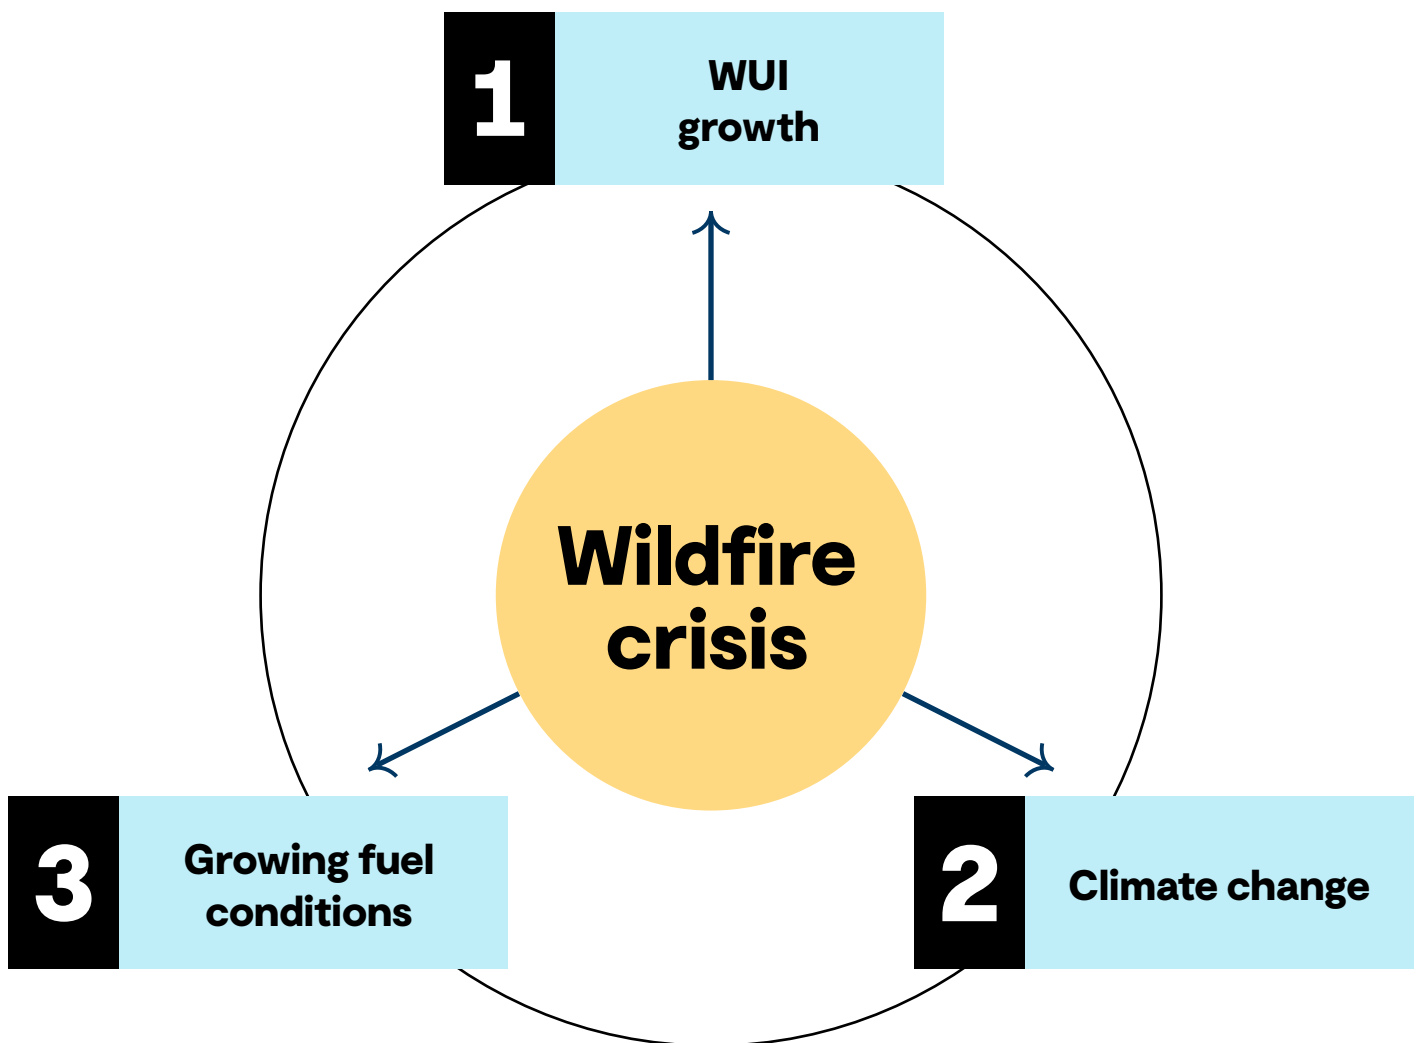 1
WUI
growth
Wildfire
crisis
2
Climate change
3
Growing fuel
conditions